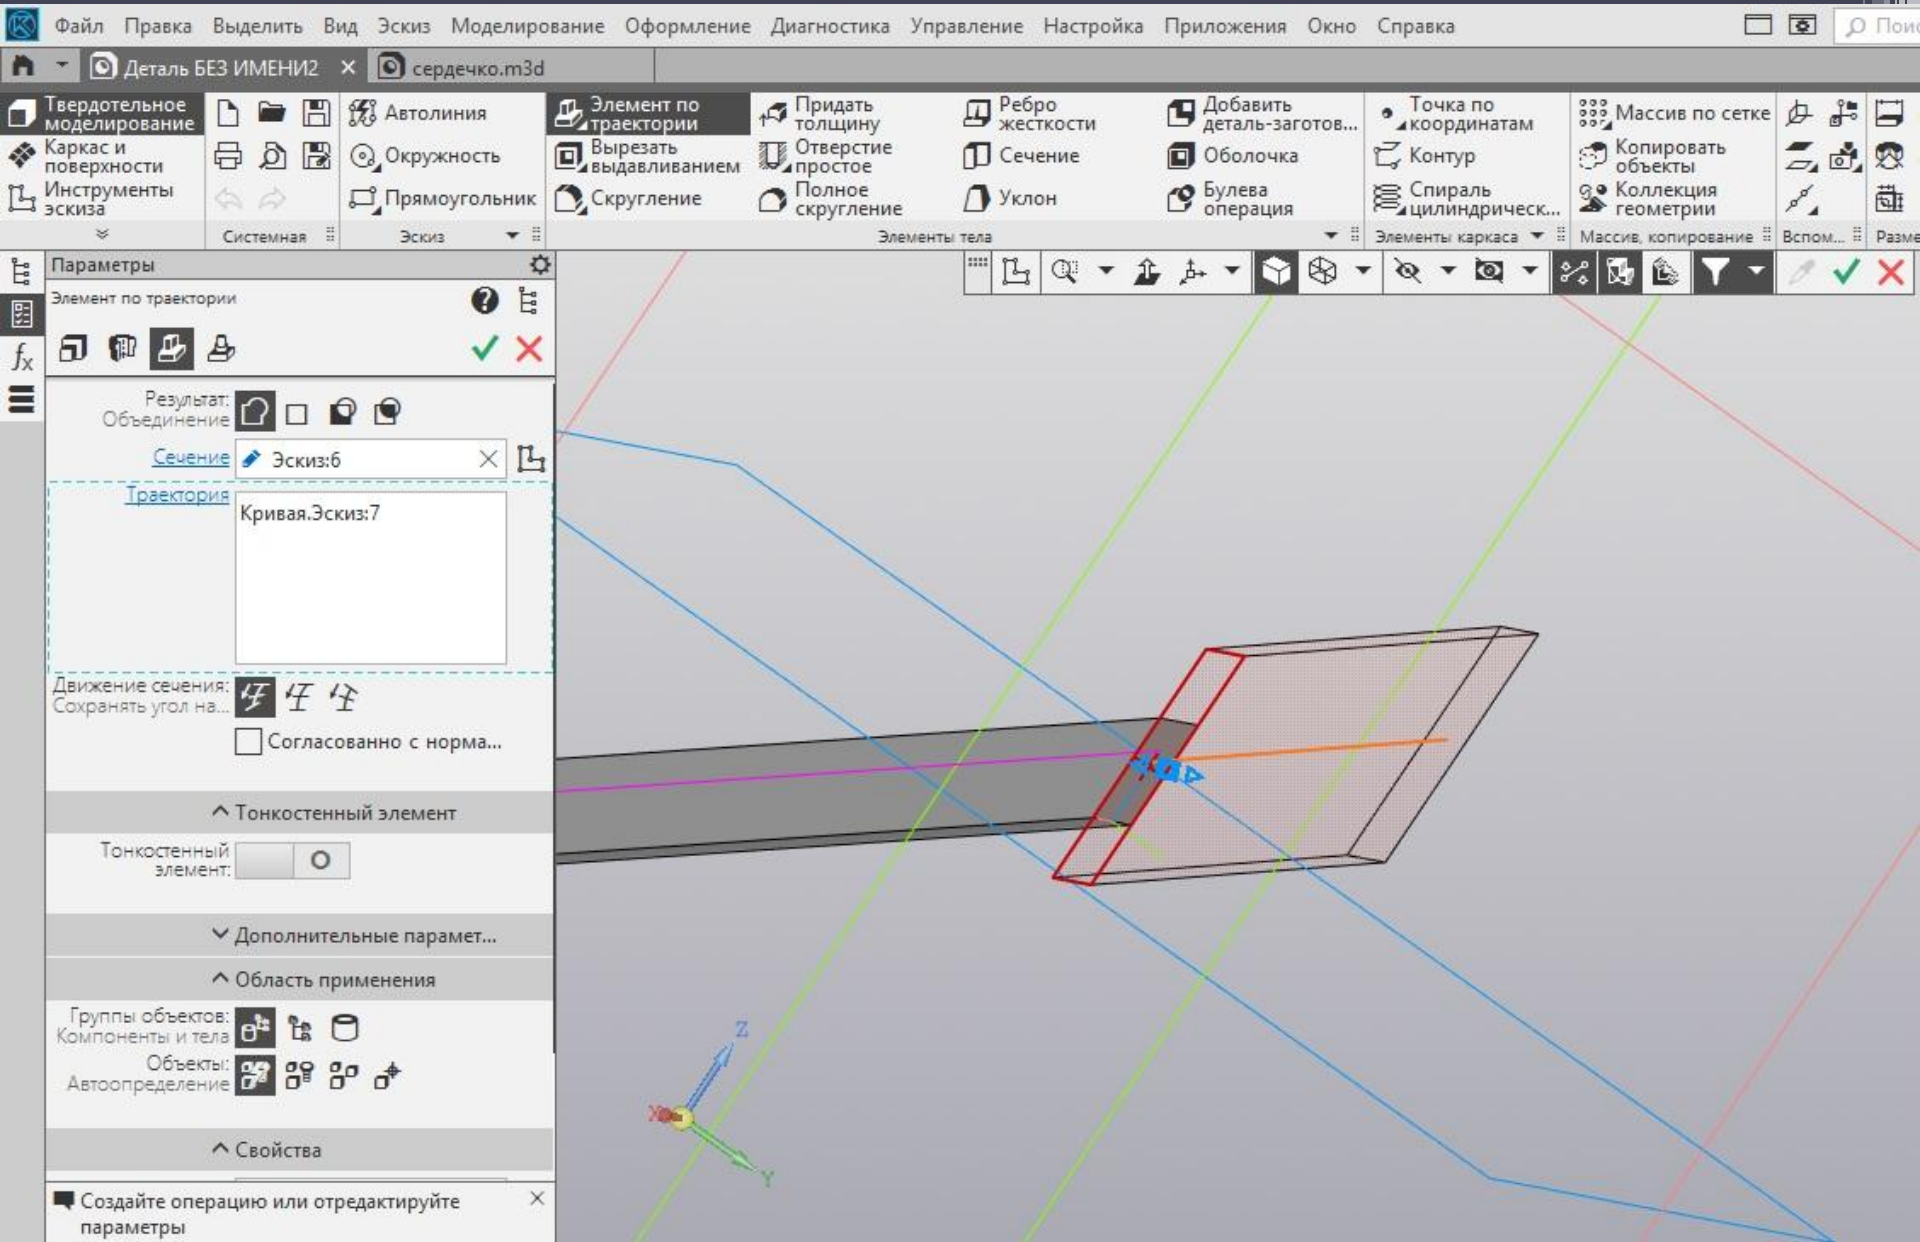 Файл Правка Выделить Вид Эскиз Моделирование Оформление Диагностика Управление Настройка Приложения Окно Справка
Деталь БЕЗ ИМЕНИ2
сердечко.m3d
Твердотельное
моделирование
Каркас и
поверхности
Инструменты
эскиза
Системная
Автолиния
Окружность
Прямоугольник
Эскиз
Элемент по
траектории
Вырезать
выдавливанием
Скругление
Придать
толщину
Отверстие
простое
Полное
скругление
Ребро
жесткости
Сечение
Уклон
Добавить
деталь-заготов...
Оболочка
Булева
операция
Элементы тела
Точка по
координатам
Контур
Спираль
цилиндрическ...
Элементы каркаса
Массив по сетке
Копировать
объекты
Коллекция
геометрии
Массив, копирование
Вспом...
Параметры
Элемент по траектории
fx
Результат:
Объединение
Сечение
Эскиз:6
Траектория
Кривая.Эскиз:7
Движение сечения:
Сохранять угол на...
Согласованно с норма...
Тонкостенный элемент
Тонкостенный
элемент:
Дополнительные парамет...
Область применения
Группы объектов:
Компоненты и тела
Объекты:
Автоопределение
Свойства
Создайте операцию или отредактируйте
параметры
Z
X
Y